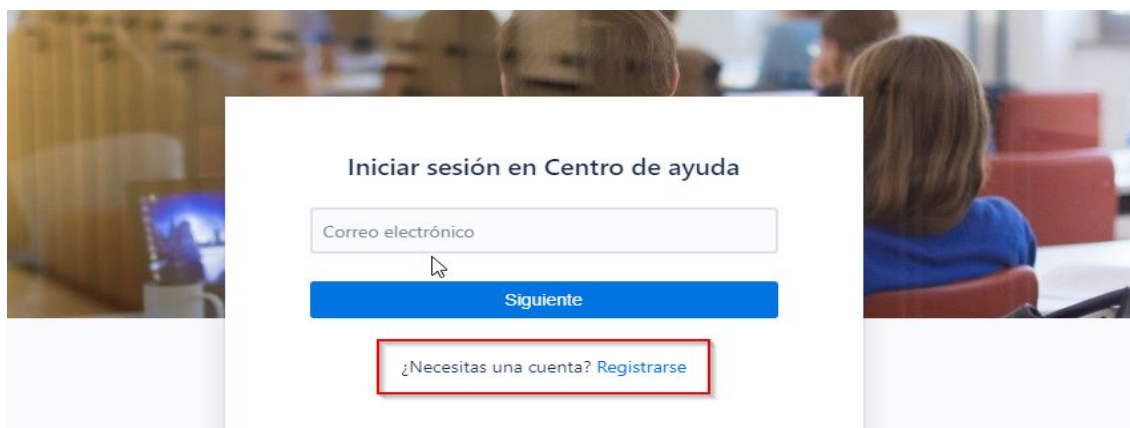 Iniciar sesión en Centro de ayuda
Correo electrónico
Siguiente
¿Necesitas una cuenta? Registrarse